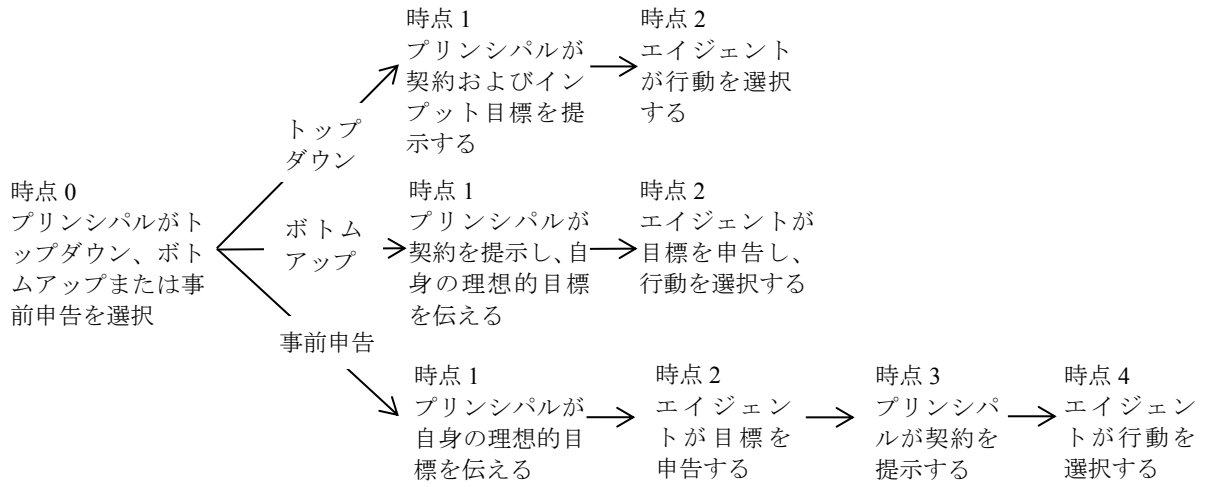 時点 1
プリンシパルが
契約およびイン
プット目標を提
示する
時点 2
エイジェント
が行動を選択
する
トップ
ダウン
時点 0
プリンシパルがト
ップダウン、ボト
ムアップまたは事
前申告を選択
ボトム
アップ
時点 1
プリンシパルが
契約を提示し、自
身の理想的目標
を伝える
時点 2
エイジェントが
目標を申告し、
行動を選択する
事前申告
時点 1
プリンシパルが
自身の理想的目
標を伝える
時点 2
エイジェン
トが目標を
申告する
時点 3
プリンシパ
ルが契約を
提示する
時点 4
エイジェン
トが行動を
選択する